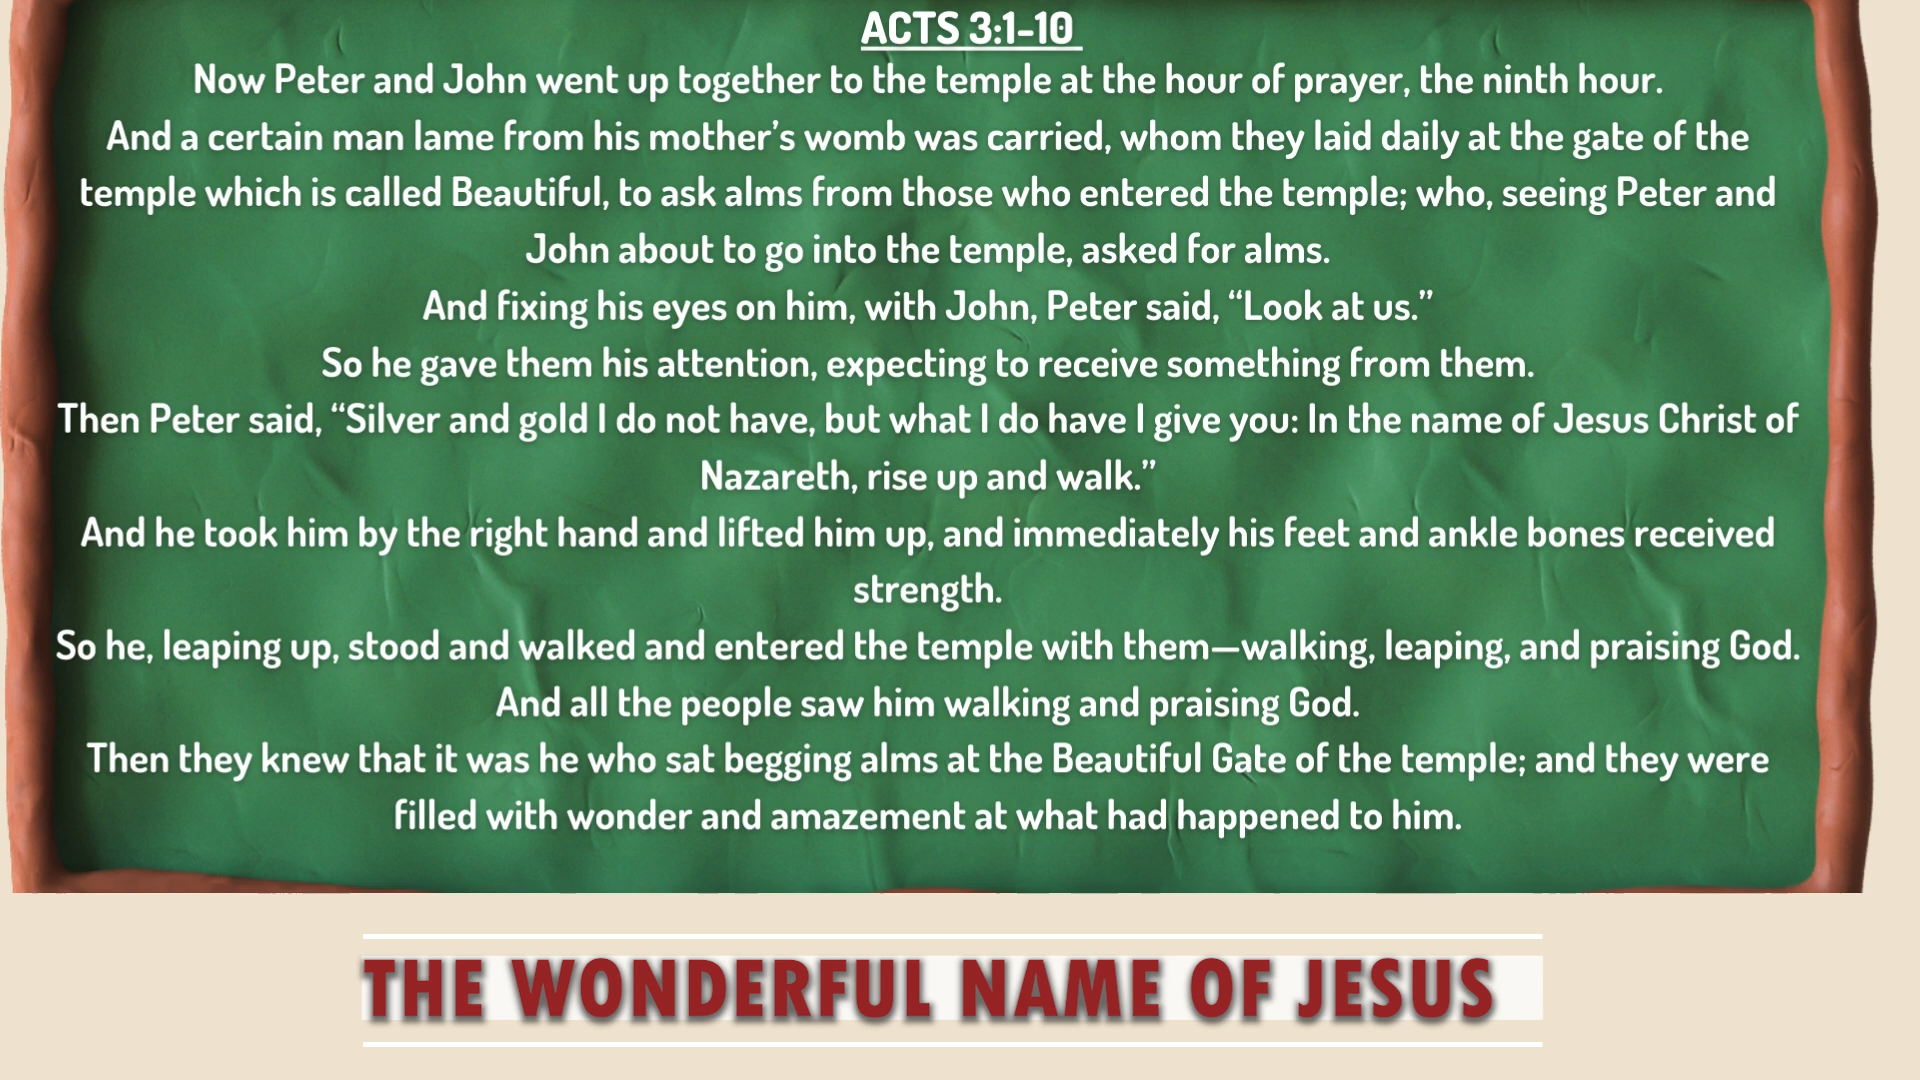 ACTS 3:1-10
Now Peter and John went up together to the temple at the hour of prayer, the ninth hour.
And a certain man lame from his mother’s womb was carried, whom they laid daily at the gate of the
temple which is called Beautiful, to ask alms from those who entered the temple; who, seeing Peter and
John about to go into the temple, asked for alms.
And fixing his eyes on him, with John, Peter said, “Look at us.”
So he gave them his attention, expecting to receive something from them.
Then Peter said, “Silver and gold I do not have, but what I do have I give you: In the name of Jesus Christ of
Nazareth, rise up and walk.”
And he took him by the right hand and lifted him up, and immediately his feet and ankle bones received
strength.
So he, leaping up, stood and walked and entered the temple with them—walking, leaping, and praising God.
And all the people saw him walking and praising God.
Then they knew that it was he who sat begging alms at the Beautiful Gate of the temple; and they were
filled with wonder and amazement at what had happened to him.
THE WONDERFUL NAME OF JESUS